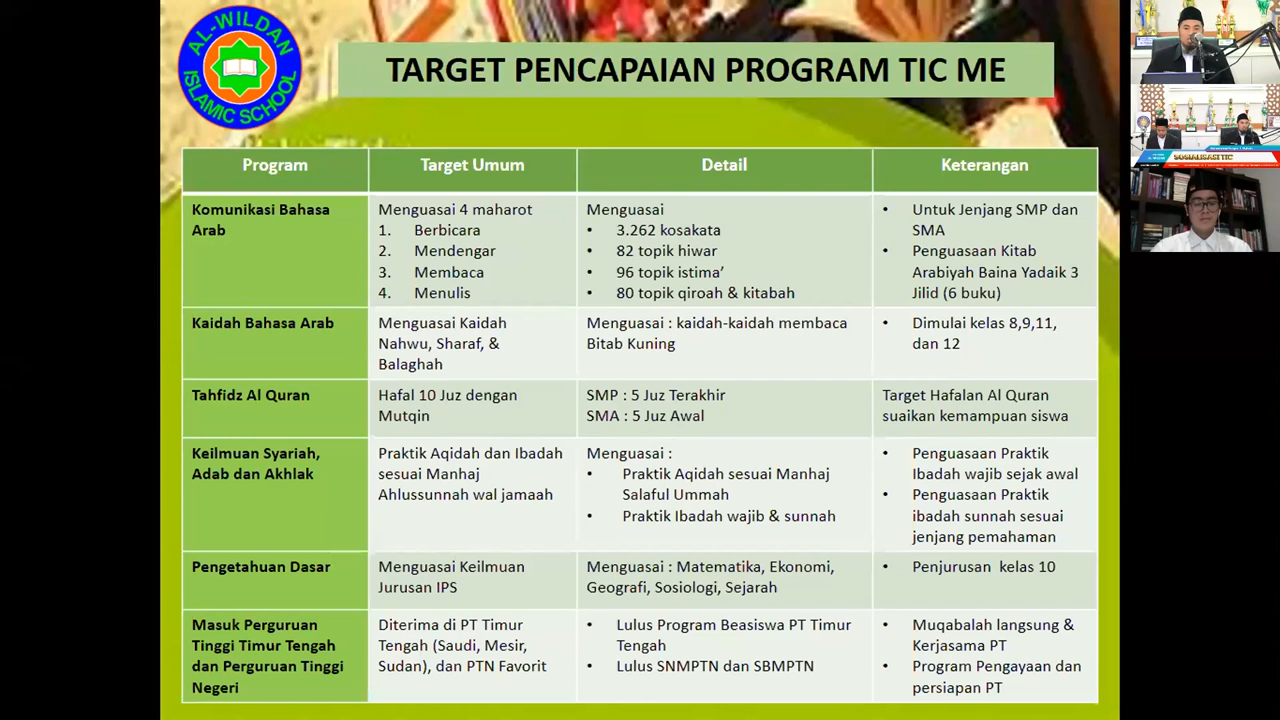 AL-WILDAN
ISLAMIC SCHOOL
TARGET PENCAPAIAN PROGRAM TIC ME
Program
Target Umum
Detail
Keterangan
Komunikasi Bahasa
Arab
Menguasai 4 maharot
1. Berbicara
2. Mendengar
3. Membaca
4. Menulis
Menguasai
• 3.262 kosakata
• 82 topik hiwar
• 96 topik istima’
• 80 topik qiroah & kitabah
• Untuk Jenjang SMP dan
SMA
• Penguasaan Kitab
Arabiyah Baina Yadaik 3
Jilid (6 buku)
Kaidah Bahasa Arab
Menguasai Kaidah
Nahwu, Sharaf, &
Balaghah
Menguasai : kaidah-kaidah membaca
Bitab Kuning
• Dimulai kelas 8,9,11,
dan 12
Tahfidz Al Quran
Hafal 10 Juz dengan
Mutqin
SMP : 5 Juz Terakhir
SMA : 5 Juz Awal
Target Hafalan Al Quran
suaikan kemampuan siswa
Keilmuan Syariah,
Adab dan Akhlak
Praktik Aqidah dan Ibadah
sesuai Manhaj
Ahlussunnah wal jamaah
Menguasai :
• Praktik Aqidah sesuai Manhaj
Salaful Ummah
• Praktik Ibadah wajib & sunnah
• Penguasaan Praktik
Ibadah wajib sejak awal
• Penguasaan Praktik
ibadah sunnah sesuai
jenjang pemahaman
Pengetahuan Dasar
Menguasai Keilmuan
Jurusan IPS
Menguasai : Matematika, Ekonomi,
Geografi, Sosiologi, Sejarah
• Penjurusan kelas 10
Masuk Perguruan
Tinggi Timur Tengah
dan Perguruan Tinggi
Negeri
Diterima di PT Timur
Tengah (Saudi, Mesir,
Sudan), dan PTN Favorit
• Lulus Program Beasiswa PT Timur
Tengah
• Lulus SNMPTN dan SBMPTN
• Muqabalah langsung &
Kerjasama PT
• Program Pengayaan dan
persiapan PT
SOSIALISASI TIC